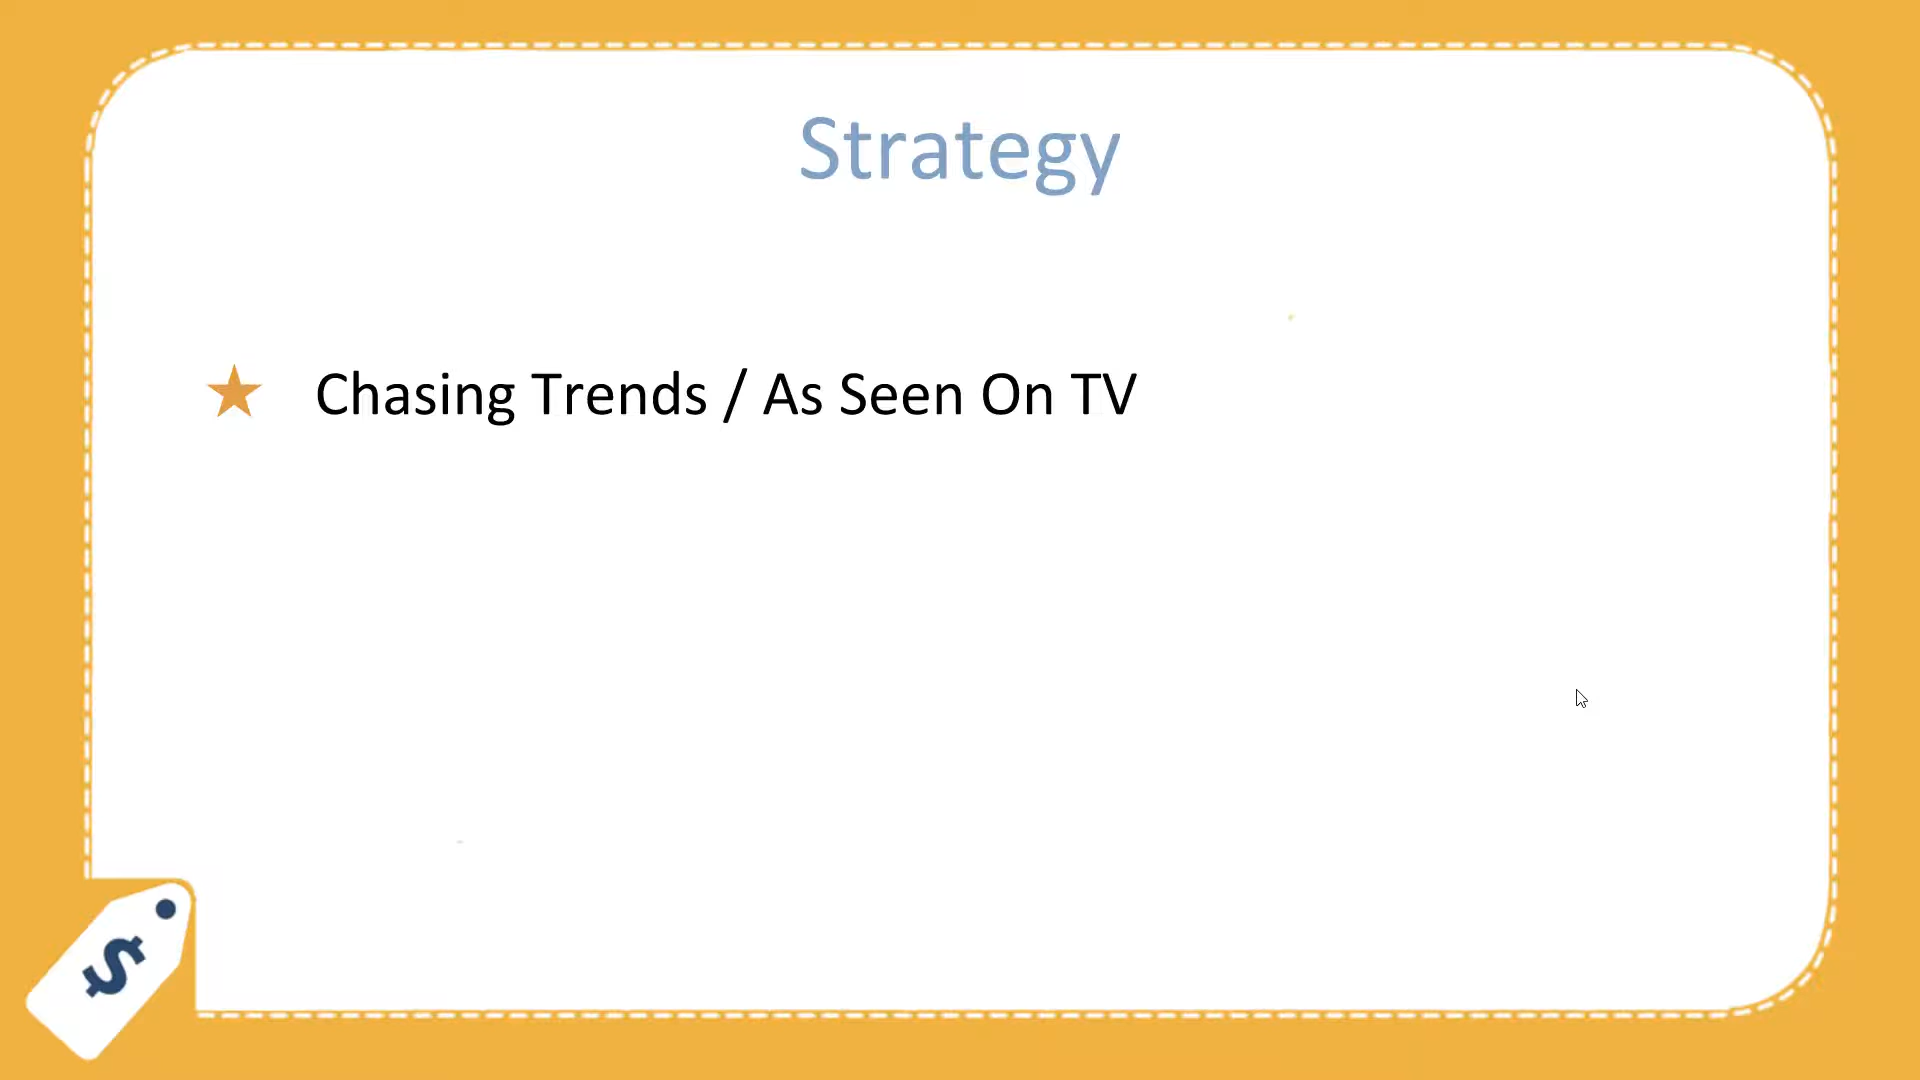 Strategy
Chasing Trends / As Seen On TV
$